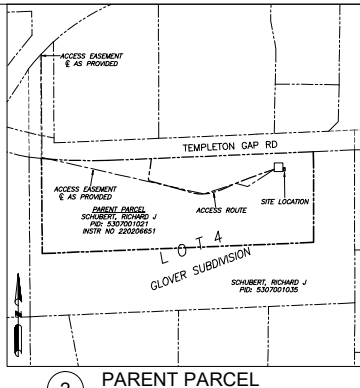 ACCESS EASEMENT
℄ AS PROVIDED
TEMPLETON GAP RD
ACCESS EASEMENT
℄ AS PROVIDED
PARENT PARCEL
SCHUBERT, RICHARD J
PID: 5307001021
INSTR NO 220206651
ACCESS ROUTE
SITE LOCATION
LOT 4
GLOVER SUBDIVISION
SCHUBERT, RICHARD J
PID: 5307001035
PARENT PARCEL